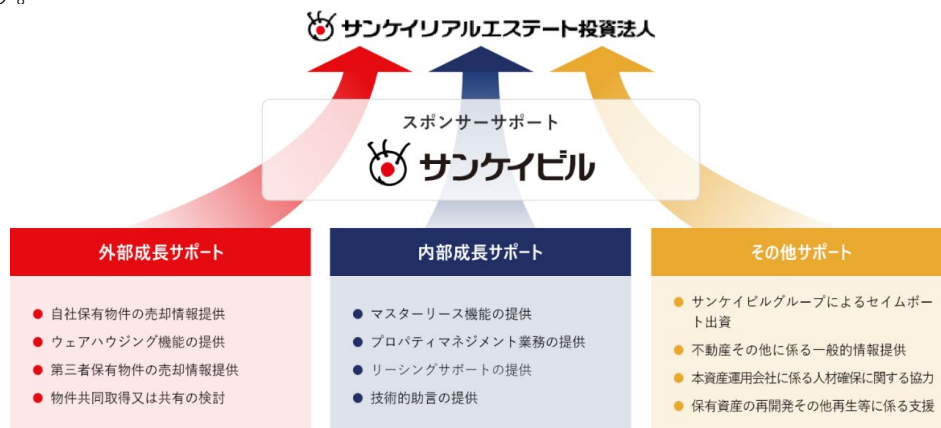 サンケイリアルエステート投資法人
スポンサーサポート
サンケイビル
外部成長サポート
● 自社保有物件の売却情報提供
● ウェアハウジング機能の提供
● 第三者保有物件の売却情報提供
● 物件共同取得又は共有の検討
内部成長サポート
● マスターリース機能の提供
● プロパティマネジメント業務の提供
● リーシングサポートの提供
● 技術的助言の提供
その他サポート
● サンケイビルグループによるセイムボー
ト出資
● 不動産その他に係る一般的情報提供
● 本資産運用会社に係る人材確保に関する協力
● 保有資産の再開発その他再生等に係る支援